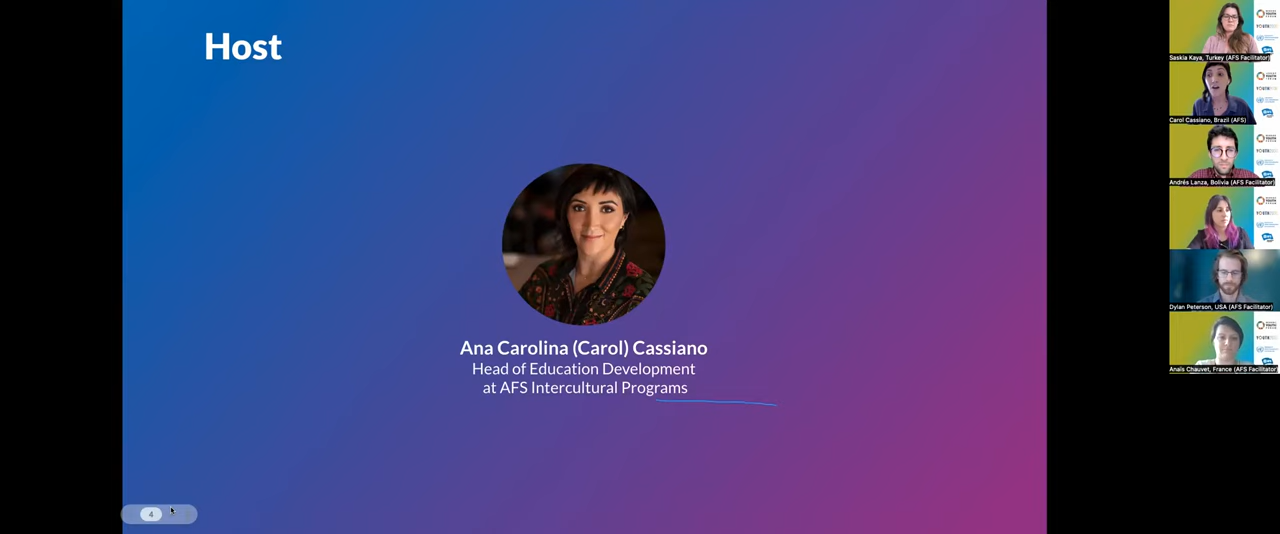 Host
Ana Carolina (Carol) Cassiano
Head of Education Development
at AFS Intercultural Programs
4
Saskia Kaya, Turkey (AFS Facilitator)
Carol Cassiano, Brazil (AFS)
Andrés Lanza, Bolivia (AFS Facilitator)
Dylan Peterson, USA (AFS Facilitator)
Anaïs Chauvet, France (AFS Facilitator)